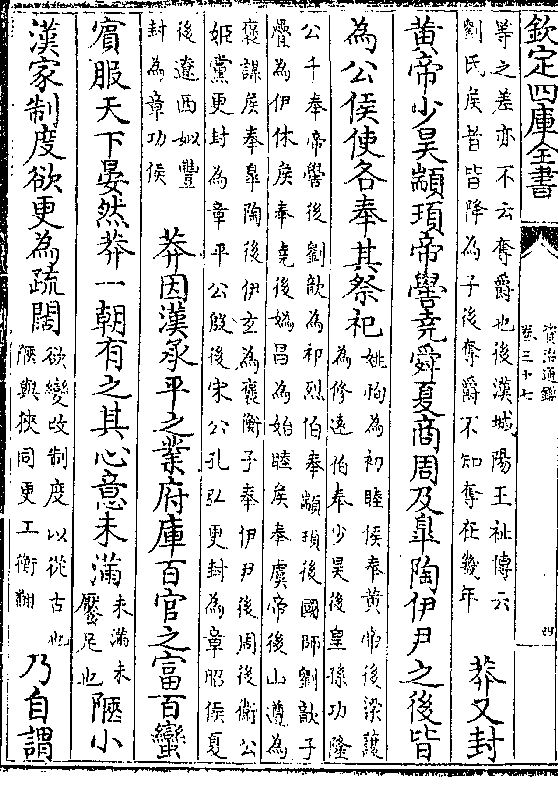 欽定四庫全書
資治通鑑
卷三十七
四
等之差亦不云奪爵也後漢城陽王祉傳云
劉氏矦者皆降為子後奪爵不知奪在幾年
莽又封
黄帝少昊顓頊帝嚳堯舜夏商周及臯陶伊尹之後皆
為公侯使各奉其祭祀
姚恂為初睦侯奉黄帝後梁護
為修遠伯奉少昊後皇孫功隆
公千奉帝嚳後劉歆為祁烈伯奉顓頊後國師劉歆子
疊為伊休矦奉堯後媯昌為始睦矦奉虞帝後山遵為
褒謀矦奉臯陶後伊玄為褒衡子奉伊尹後周後衛公
姬黨更封為章平公殷後宋公孔弘更封為章昭侯夏
後遼西姒豐
封為章功侯
莽因漢承平之業府庫百官之富百蠻
賔服天下晏然莽一朝有之其心意未滿
未滿未
饜足也
陿小
漢家制度欲更為疏闊
欲變改制度以從古也
陿與狹同更工衡翻
乃自謂